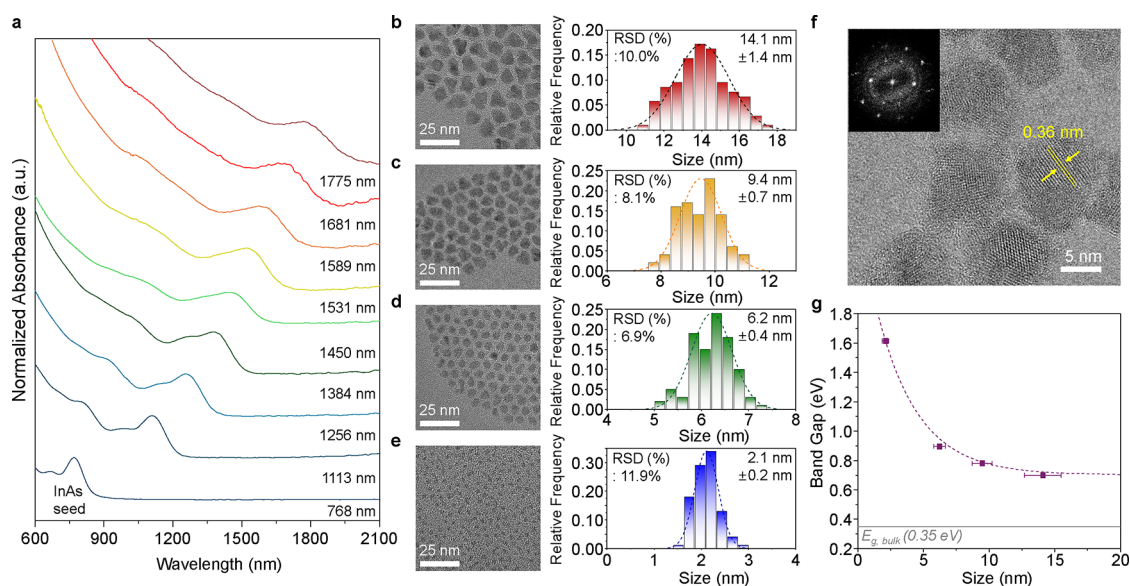 a
Normalized Absorbance (a.u.)
1775 nm
1681 nm
1589 nm
1531 nm
1450 nm
1384 nm
1256 nm
1113 nm
768 nm
InAs
seed
600 900 1200 1500 1800 2100
Wavelength (nm)
b
25 nm
Relative Frequency
0.20
0.15
0.10
0.05
0.00
RSD (%)
:10.0%
14.1 nm
±1.4 nm
10 12 14 16 18
Size (nm)
c
25 nm
Relative Frequency
0.25
0.20
0.15
0.10
0.05
0.00
RSD (%)
: 8.1%
9.4 nm
±0.7 nm
6 8 10 12
Size (nm)
d
25 nm
Relative Frequency
0.25
0.20
0.15
0.10
0.05
0.00
RSD (%)
: 6.9%
6.2 nm
±0.4 nm
4 5 6 7 8
Size (nm)
e
25 nm
Relative Frequency
0.30
0.20
0.10
0.00
RSD (%)
: 11.9%
2.1 nm
±0.2 nm
0 1 2 3 4
Size (nm)
f
0.36 nm
5 nm
g
Band Gap (eV)
1.8
1.6
1.4
1.2
1.0
0.8
0.6
0.4
0.2
E g, bulk (0.35 eV)
0 5 10 15 20
Size (nm)